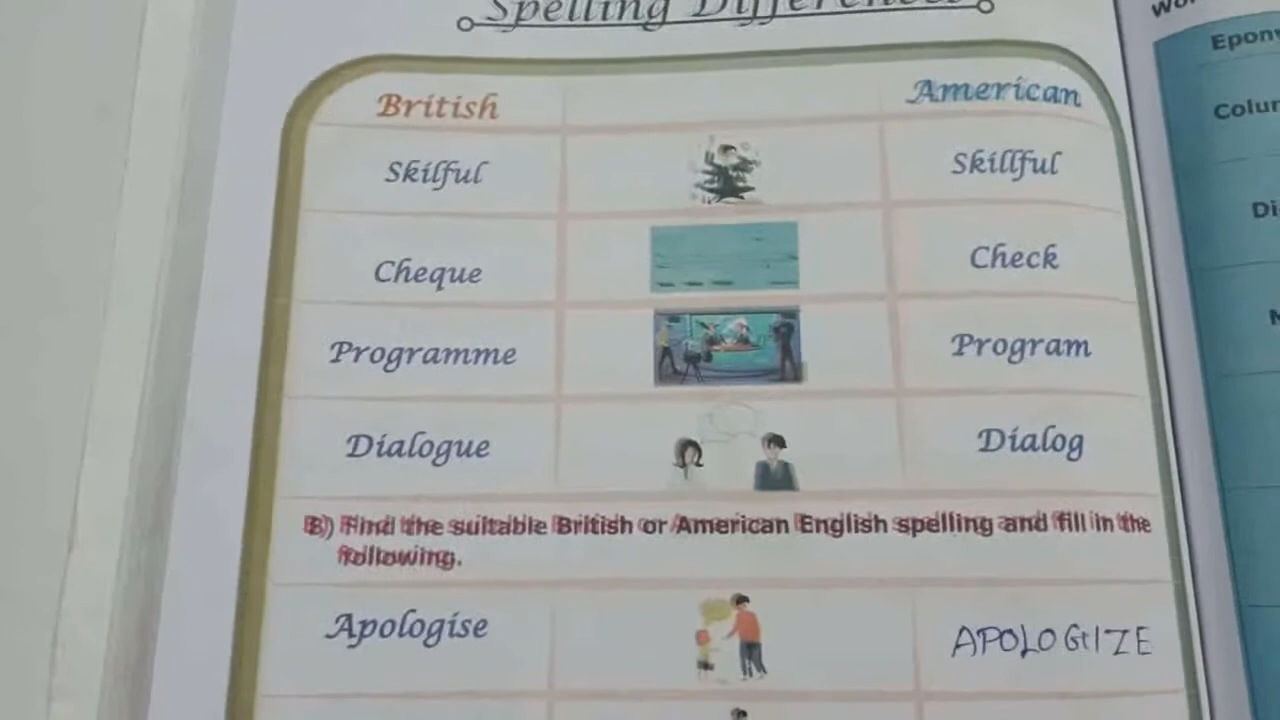 Spelling Differences
British American
Skilful Skillful
Cheque Check
Programme Program
Dialogue Dialog
B) Find the suitable British or American English spelling and fill in the
following.
Apologise APOLOGIZE